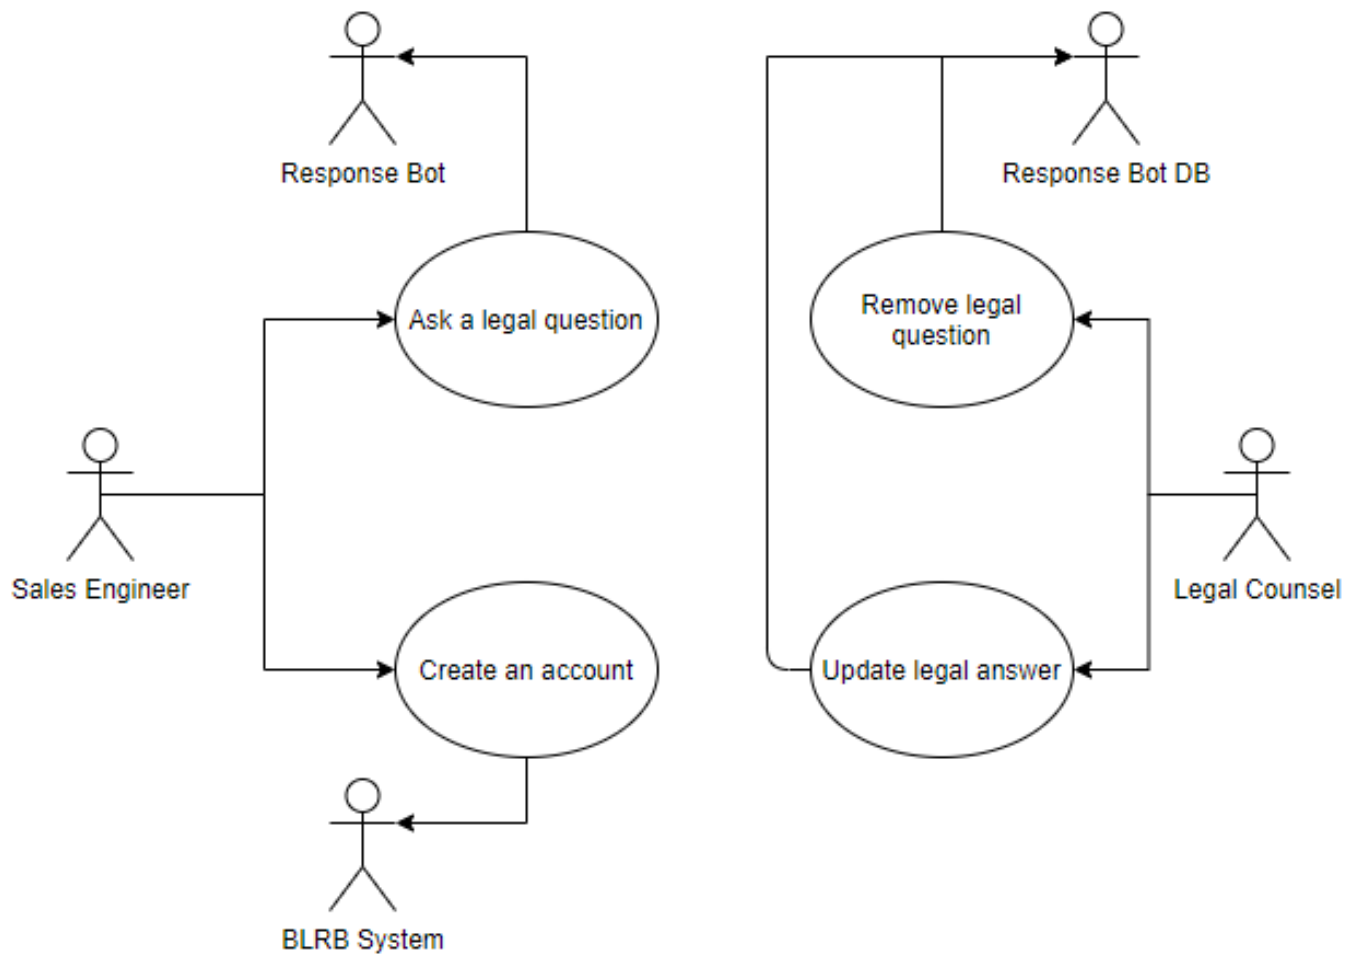 Response Bot
Response Bot DB
Ask a legal question
Remove legal
question
Sales Engineer
Legal Counsel
Create an account
Update legal answer
BLRB System